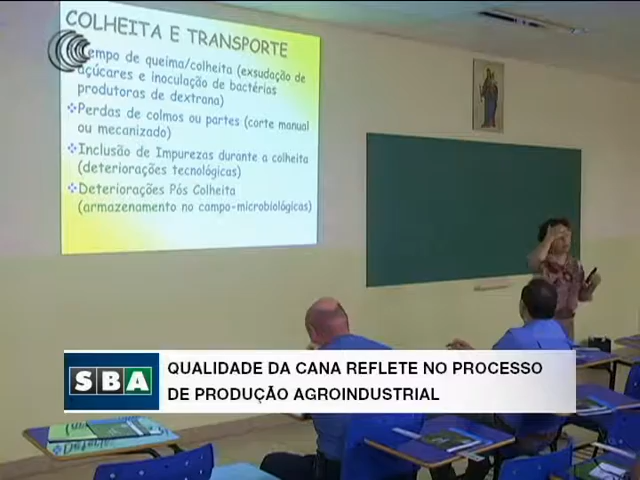 COLHEITA E TRANSPORTE
Tempo de queima/colheita (exsudação de
açúcares e inoculação de bactérias
produtoras de dextrana)
Perdas de colmos ou partes (corte manual
ou mecanizado)
Inclusão de Impurezas durante a colheita
(deteriorações tecnológicas)
Deteriorações Pós Colheita
(armazenamento no campo-microbiológicas)
SBA
QUALIDADE DA CANA REFLETE NO PROCESSO
DE PRODUÇÃO AGROINDUSTRIAL